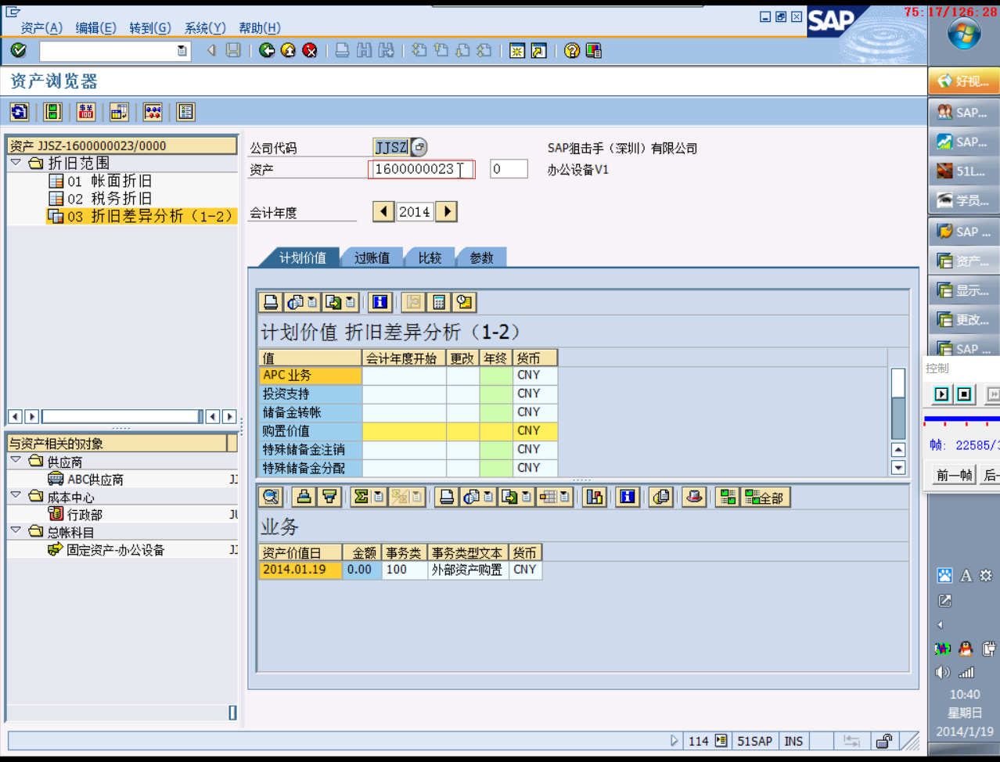 75:17/126:28
资产(A) 编辑(E) 转到(G) 系统(Y) 帮助(H)
SAP
资产浏览器
资产 JJSZ-1600000023/0000
折旧范围
01 帐面折旧
02 税务折旧
03 折旧差异分析（1-2）
公司代码 JJSZ SAP狙击手（深圳）有限公司
资产 1600000023 0 办公设备V1
会计年度 2014
计划价值 过账值 比较 参数
计划价值 折旧差异分析（1-2）
值 会计年度开始 更改 年终 货币
APC 业务 CNY
投资支持 CNY
储备金转帐 CNY
购置价值 CNY
特殊储备金注销 CNY
特殊储备金分配 CNY
全部
业务
资产价值日 金额 事务类 事务类型文本 货币
2014.01.19 0.00 100 外部资产购置 CNY
与资产相关的对象
供应商
ABC供应商
成本中心
行政部
总帐科目
固定资产-办公设备
114 51SAP INS
好视...
SAP...
SAP...
51L...
学员...
SAP ...
资产...
显示...
更改...
SAP ...
控制
帧: 22585/
前一帧 后一
A
10:40
星期日
2014/1/19